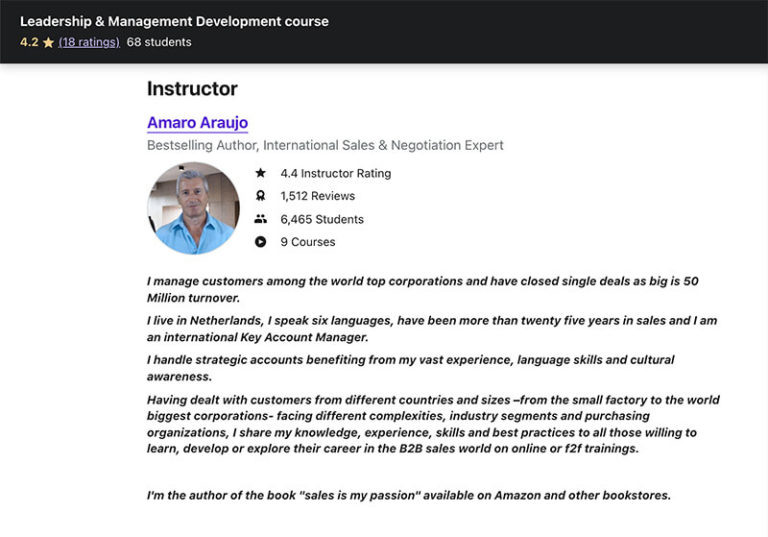 Leadership & Management Development course
4.2 (18 ratings) 68 students
Instructor
Amaro Araujo
Bestselling Author, International Sales & Negotiation Expert
4.4 Instructor Rating
1,512 Reviews
6,465 Students
9 Courses
I manage customers among the world top corporations and have closed single deals as big is 50
Million turnover.
I live in Netherlands, I speak six languages, have been more than twenty five years in sales and I am
an international Key Account Manager.
I handle strategic accounts benefiting from my vast experience, language skills and cultural
awareness.
Having dealt with customers from different countries and sizes –from the small factory to the world
biggest corporations- facing different complexities, industry segments and purchasing
organizations, I share my knowledge, experience, skills and best practices to all those willing to
learn, develop or explore their career in the B2B sales world on online or f2f trainings.
I'm the author of the book "sales is my passion" available on Amazon and other bookstores.